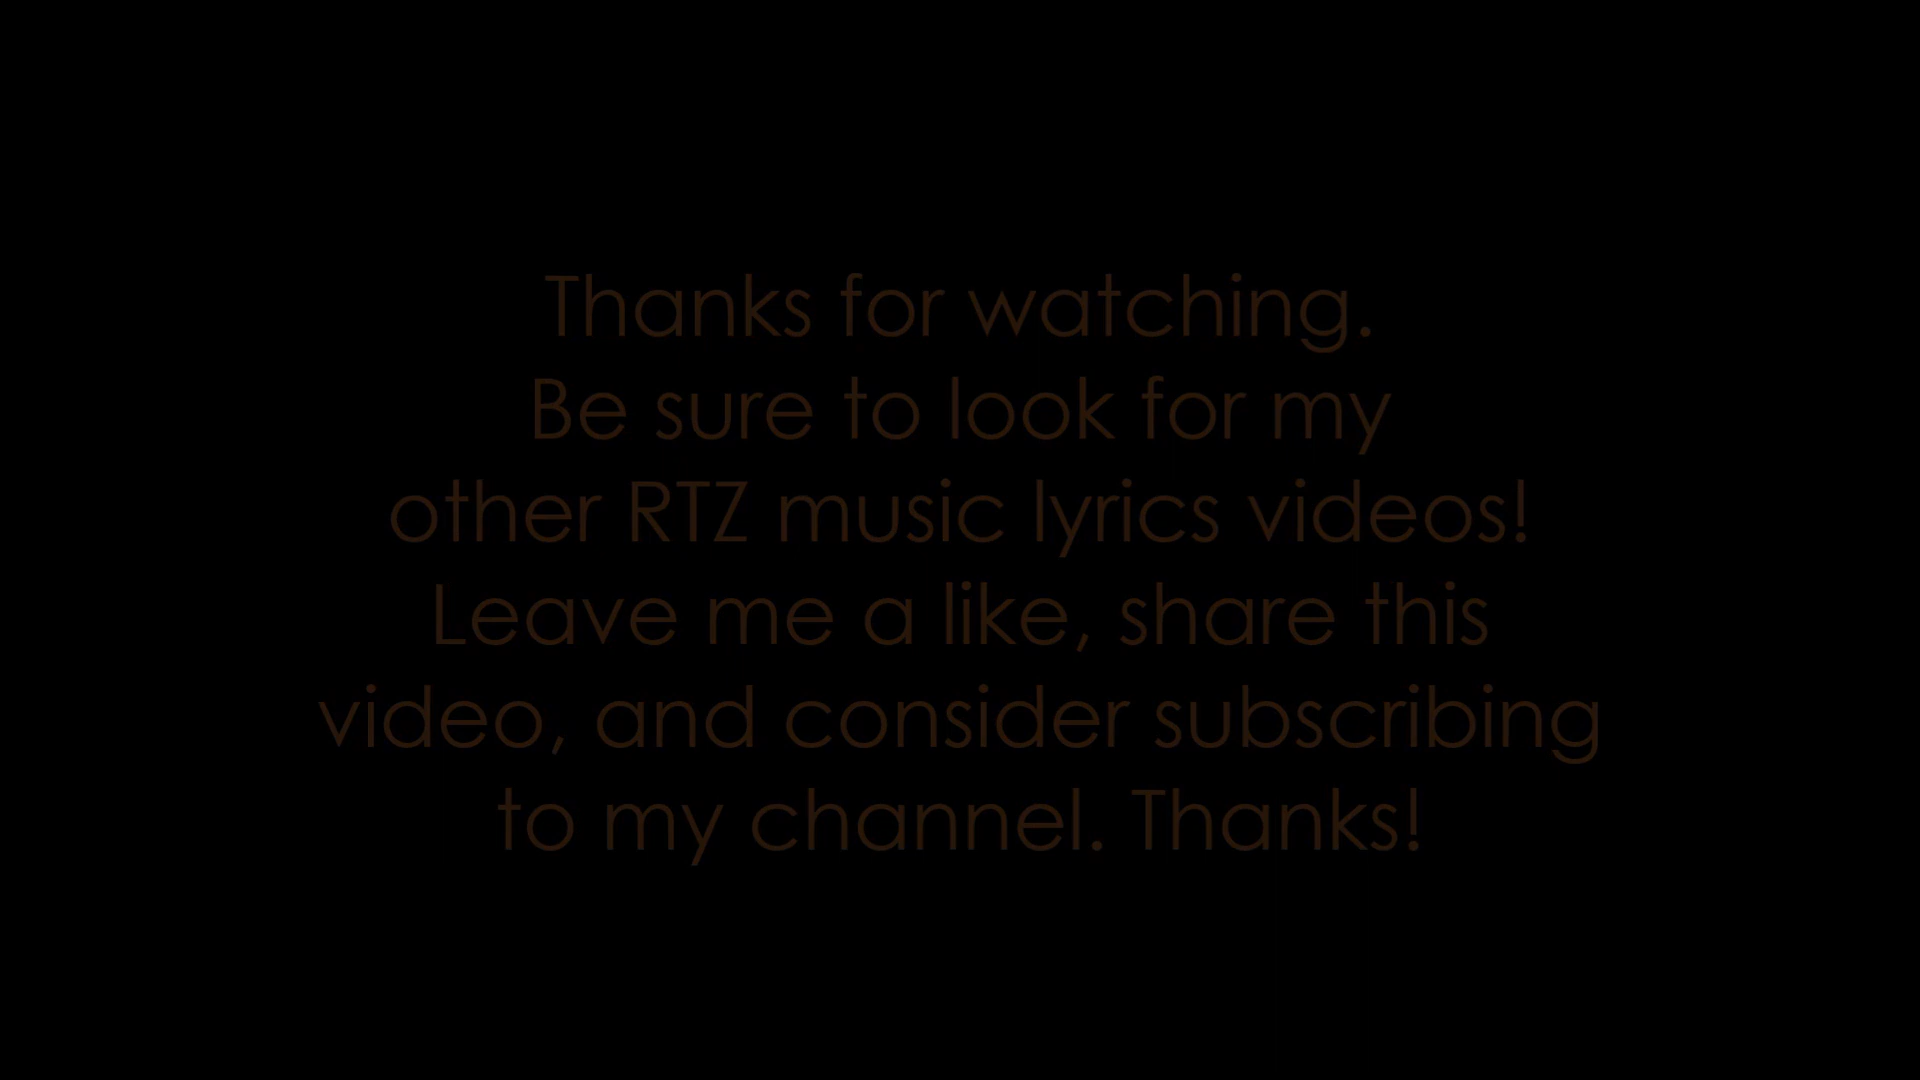 Thanks for watching.
Be sure to look for my
other RTZ music lyrics videos!
Leave me a like, share this
video, and consider subscribing
to my channel. Thanks!